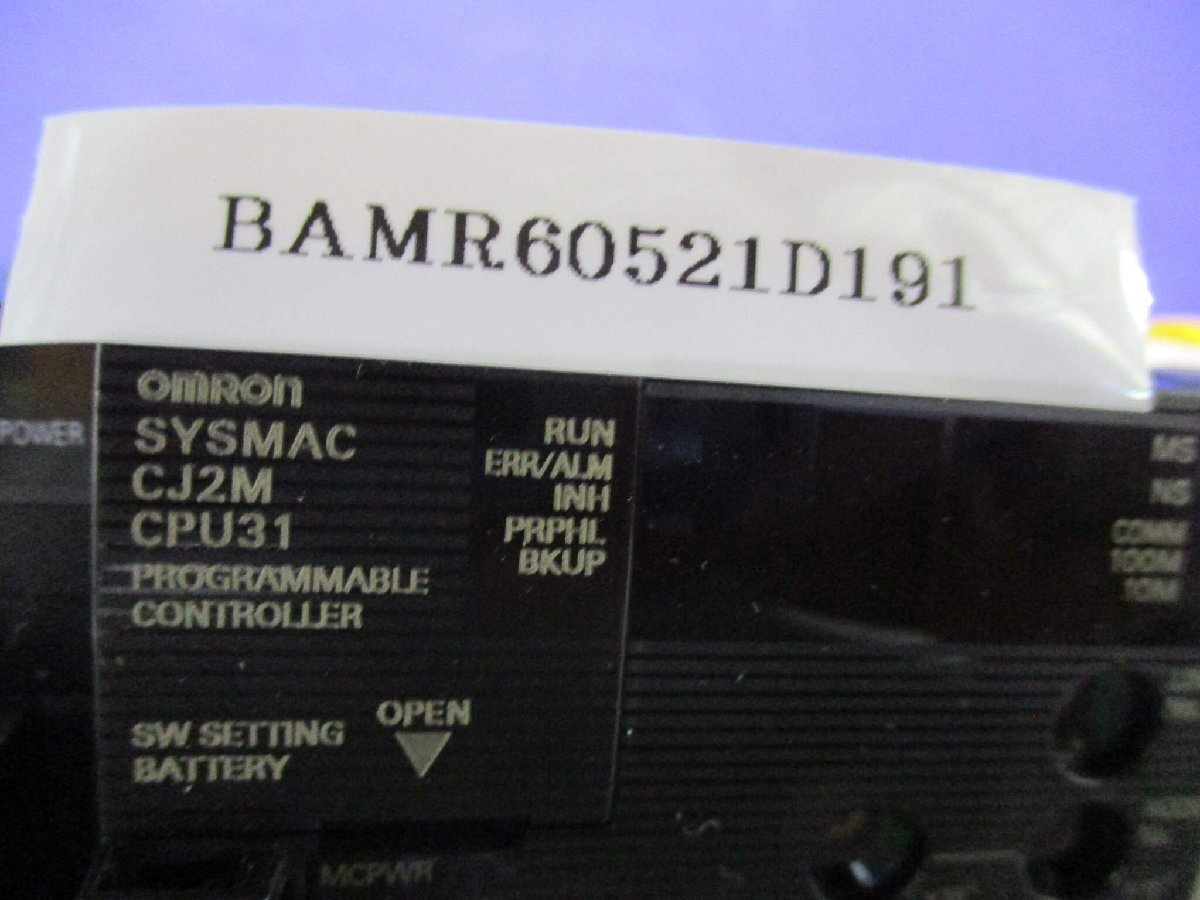 BAMR60521D191
OMRON
POWER
SYSMAC
CJ2M
CPU31
PROGRAMMABLE
CONTROLLER
RUN
ERR/ALM
INH
PRPHL
BKUP
MS
NS
COMM
100M
10M
SW SETTING
BATTERY
OPEN
MCPWR